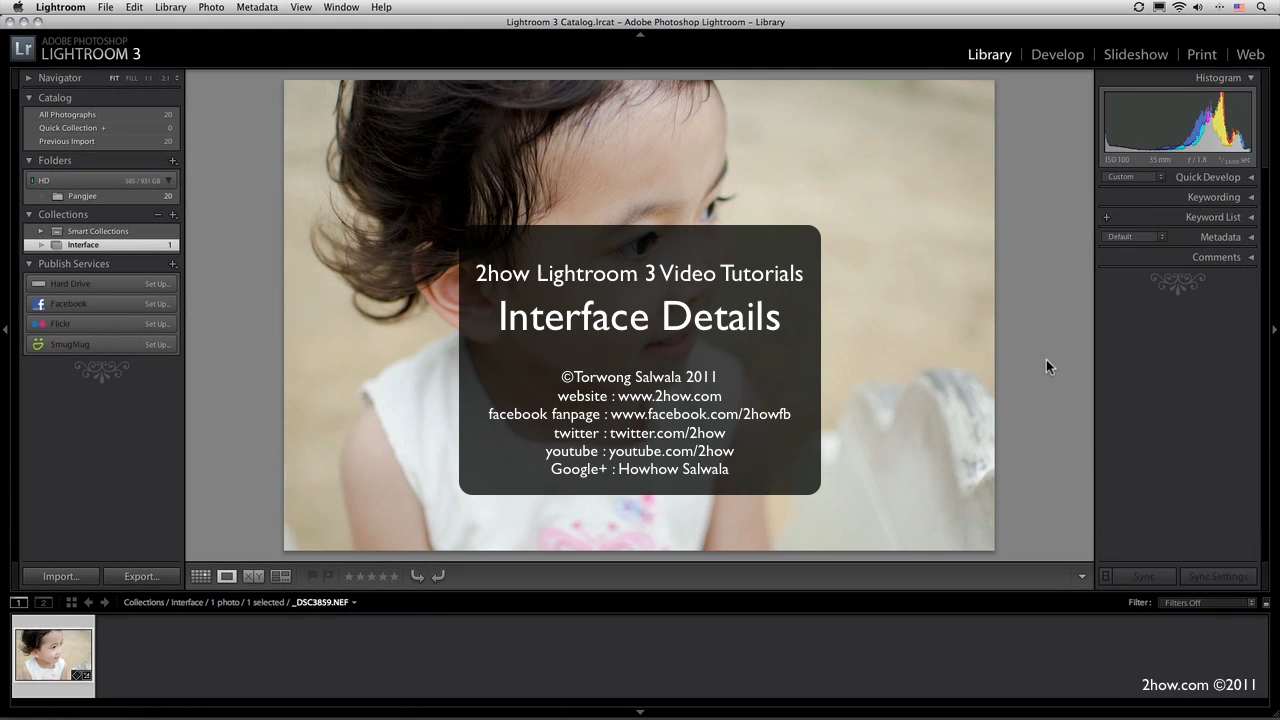 Lightroom File Edit Library Photo Metadata View Window Help
Lightroom 3 Catalog.lrcat – Adobe Photoshop Lightroom – Library
Lr ADOBE PHOTOSHOP
LIGHTROOM 3
Library | Develop | Slideshow | Print | Web
Navigator FIT FILL 1:1 2:1
Catalog
All Photographs 20
Quick Collection + 0
Previous Import 20
Folders
HD 585 / 931 GB
Pangjee 20
Collections
Smart Collections
Interface 1
Publish Services
Hard Drive Set Up...
Facebook Set Up...
Flickr Set Up...
SmugMug Set Up...
Import... Export...
2how Lightroom 3 Video Tutorials
Interface Details
©Torwong Salwala 2011
website : www.2how.com
facebook fanpage : www.facebook.com/2howfb
twitter : twitter.com/2how
youtube : youtube.com/2how
Google+ : Howhow Salwala
Histogram
ISO 100 35 mm f / 1.8 sec
Custom Quick Develop
Keywording
Keyword List
Default Metadata
Comments
XY
Sync Sync Settings
1 2 Collections / Interface / 1 photo / 1 selected / _DSC3859.NEF
Filter : Filters Off
2how.com ©2011